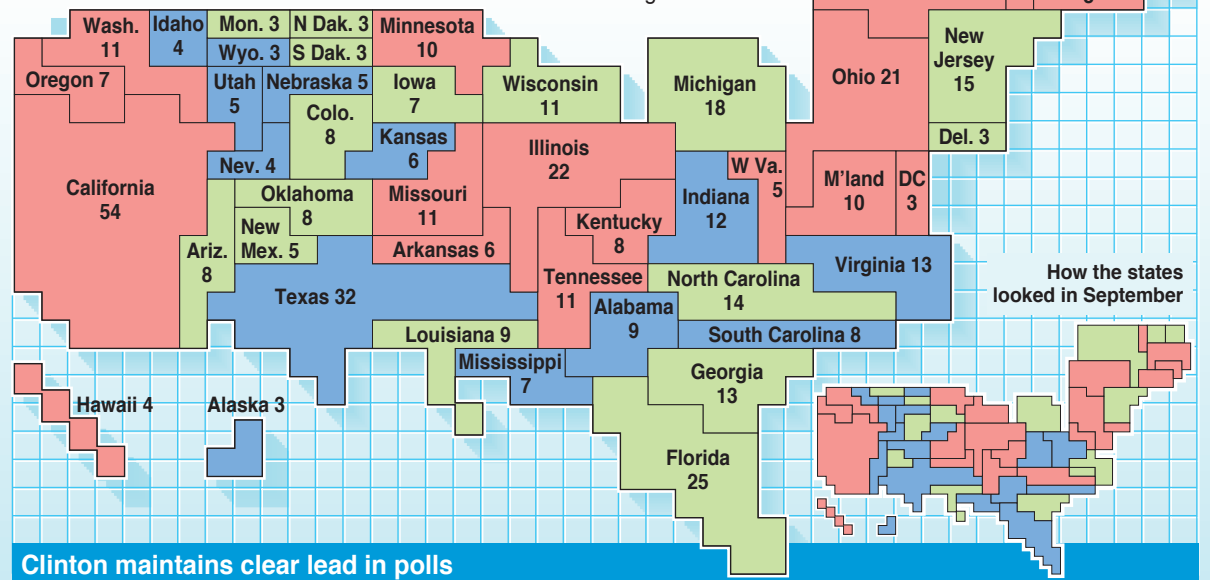 Wash.
11
Idaho
4
Mon. 3
N Dak. 3
Minnesota
10
Wyo. 3
S Dak. 3
Oregon 7
Utah
5
Nebraska 5
Iowa
7
Wisconsin
11
Michigan
18
Ohio 21
New
Jersey
15
Colo.
8
Kansas
6
Del. 3
Nev. 4
Illinois
22
W Va.
5
M'land
10
DC
3
California
54
Oklahoma
8
Missouri
11
Indiana
12
Kentucky
8
New
Mex. 5
Ariz.
8
Arkansas 6
Virginia 13
Tennessee
11
North Carolina
14
How the states
looked in September
Texas 32
Alabama
9
Louisiana 9
South Carolina 8
Mississippi
7
Georgia
13
Hawaii 4
Alaska 3
Florida
25
Clinton maintains clear lead in polls